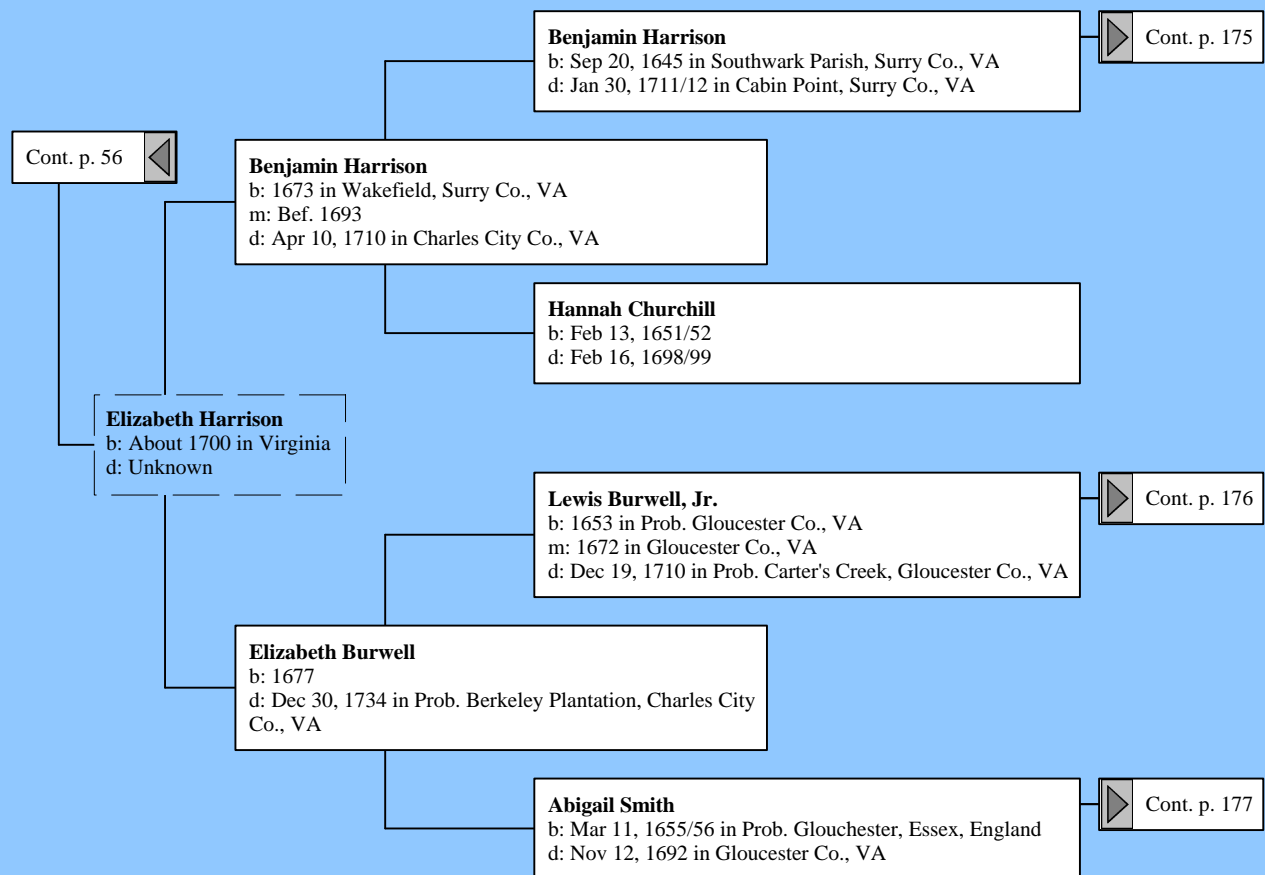 Benjamin Harrison
b: Sep 20, 1645 in Southwark Parish, Surry Co., VA
d: Jan 30, 1711/12 in Cabin Point, Surry Co., VA
Cont. p. 175
Cont. p. 56
Benjamin Harrison
b: 1673 in Wakefield, Surry Co., VA
m: Bef. 1693
d: Apr 10, 1710 in Charles City Co., VA
Hannah Churchill
b: Feb 13, 1651/52
d: Feb 16, 1698/99
Elizabeth Harrison
b: About 1700 in Virginia
d: Unknown
Lewis Burwell, Jr.
b: 1653 in Prob. Gloucester Co., VA
m: 1672 in Gloucester Co., VA
d: Dec 19, 1710 in Prob. Carter's Creek, Gloucester Co., VA
Cont. p. 176
Elizabeth Burwell
b: 1677
d: Dec 30, 1734 in Prob. Berkeley Plantation, Charles City
Co., VA
Abigail Smith
b: Mar 11, 1655/56 in Prob. Glouchester, Essex, England
d: Nov 12, 1692 in Gloucester Co., VA
Cont. p. 177